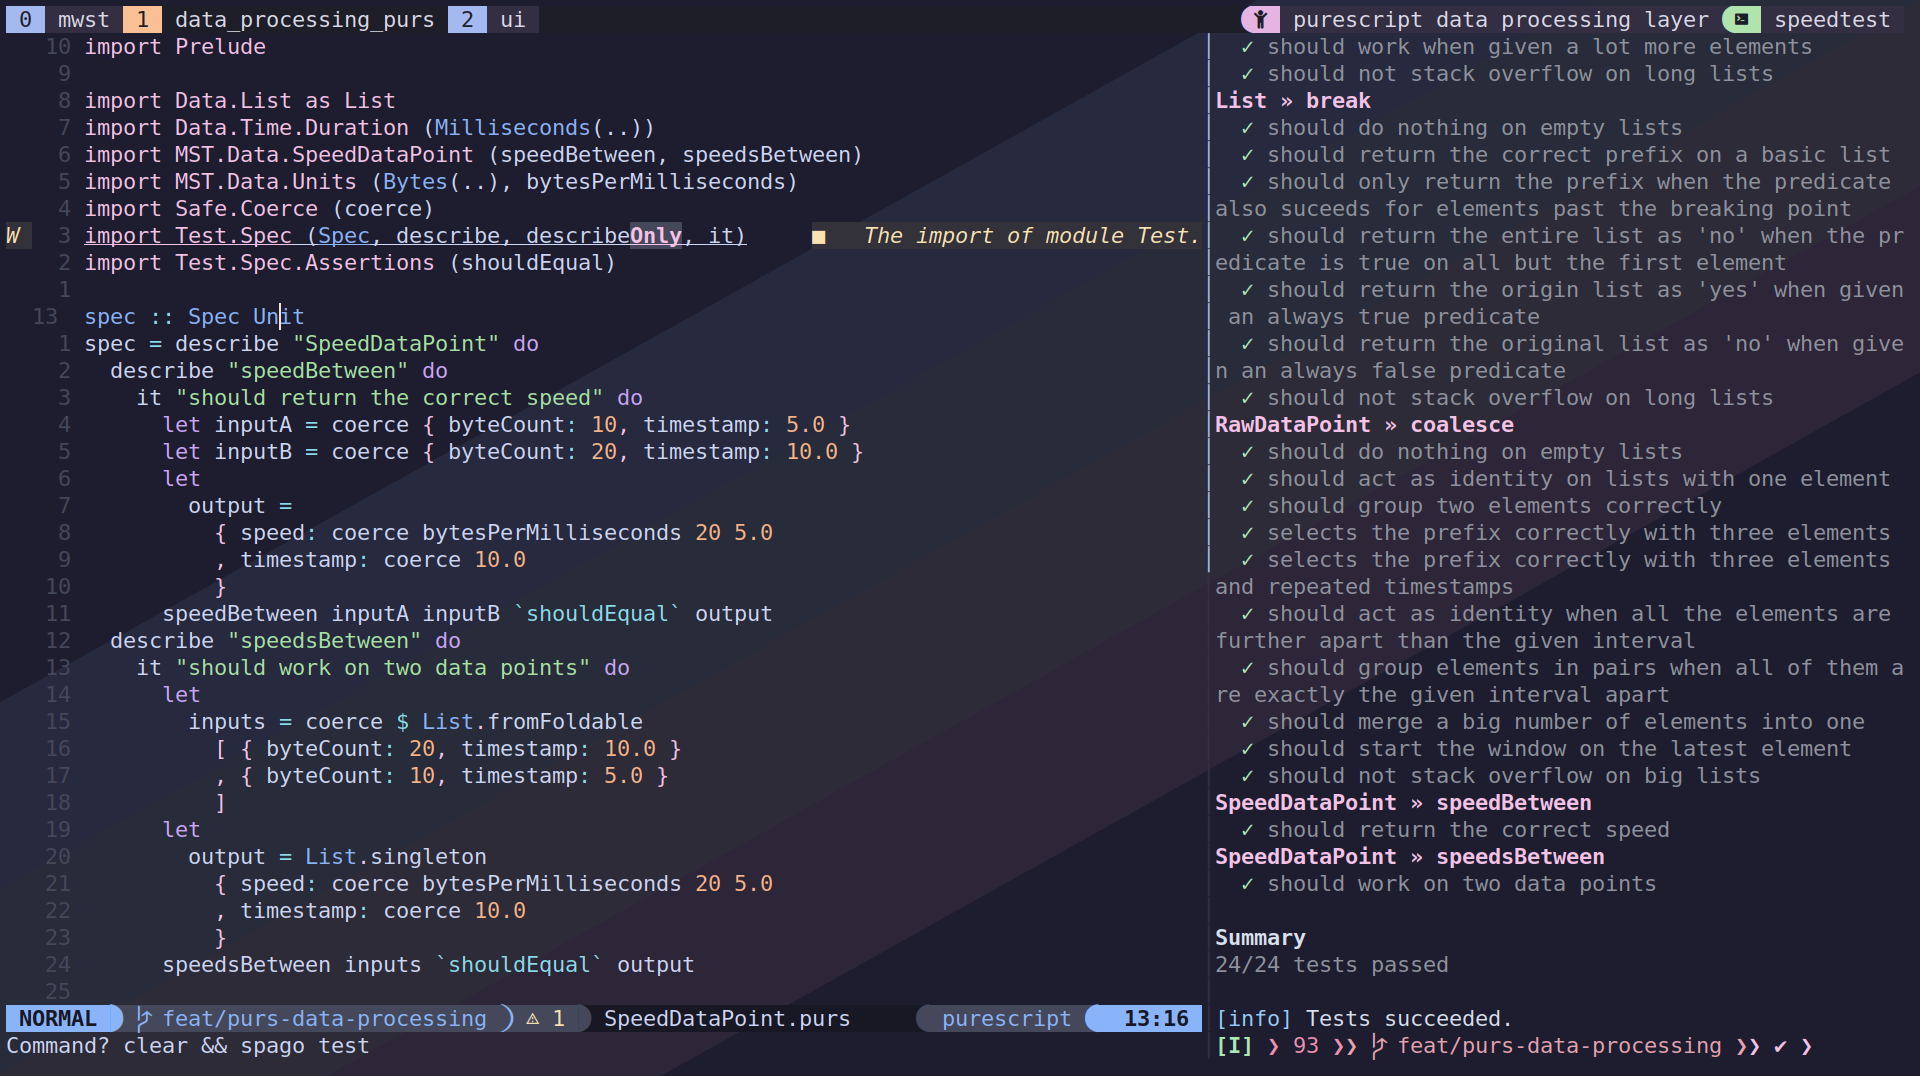 0 mwst 1 data_processing_purs 2 ui purescript data processing layer speedtest
10 import Prelude
9
8 import Data.List as List
7 import Data.Time.Duration (Milliseconds(..))
6 import MST.Data.SpeedDataPoint (speedBetween, speedsBetween)
5 import MST.Data.Units (Bytes(..), bytesPerMilliseconds)
4 import Safe.Coerce (coerce)
W 3 import Test.Spec (Spec, describe, describeOnly, it) ■ The import of module Test.
2 import Test.Spec.Assertions (shouldEqual)
1
13 spec :: Spec Unit
1 spec = describe "SpeedDataPoint" do
2 describe "speedBetween" do
3 it "should return the correct speed" do
4 let inputA = coerce { byteCount: 10, timestamp: 5.0 }
5 let inputB = coerce { byteCount: 20, timestamp: 10.0 }
6 let
7 output =
8 { speed: coerce bytesPerMilliseconds 20 5.0
9 , timestamp: coerce 10.0
10 }
11 speedBetween inputA inputB `shouldEqual` output
12 describe "speedsBetween" do
13 it "should work on two data points" do
14 let
15 inputs = coerce $ List.fromFoldable
16 [ { byteCount: 20, timestamp: 10.0 }
17 , { byteCount: 10, timestamp: 5.0 }
18 ]
19 let
20 output = List.singleton
21 { speed: coerce bytesPerMilliseconds 20 5.0
22 , timestamp: coerce 10.0
23 }
24 speedsBetween inputs `shouldEqual` output
25
NORMAL feat/purs-data-processing ⚠ 1 SpeedDataPoint.purs purescript 13:16
Command? clear && spago test
✓ should work when given a lot more elements
✓ should not stack overflow on long lists
List » break
✓ should do nothing on empty lists
✓ should return the correct prefix on a basic list
✓ should only return the prefix when the predicate
also suceeds for elements past the breaking point
✓ should return the entire list as 'no' when the pr
edicate is true on all but the first element
✓ should return the origin list as 'yes' when given
an always true predicate
✓ should return the original list as 'no' when give
n an always false predicate
✓ should not stack overflow on long lists
RawDataPoint » coalesce
✓ should do nothing on empty lists
✓ should act as identity on lists with one element
✓ should group two elements correctly
✓ selects the prefix correctly with three elements
✓ selects the prefix correctly with three elements
and repeated timestamps
✓ should act as identity when all the elements are
further apart than the given interval
✓ should group elements in pairs when all of them a
re exactly the given interval apart
✓ should merge a big number of elements into one
✓ should start the window on the latest element
✓ should not stack overflow on big lists
SpeedDataPoint » speedBetween
✓ should return the correct speed
SpeedDataPoint » speedsBetween
✓ should work on two data points
Summary
24/24 tests passed
[info] Tests succeeded.
[I] ❯ 93 ❯❯ feat/purs-data-processing ❯❯ ✔ ❯